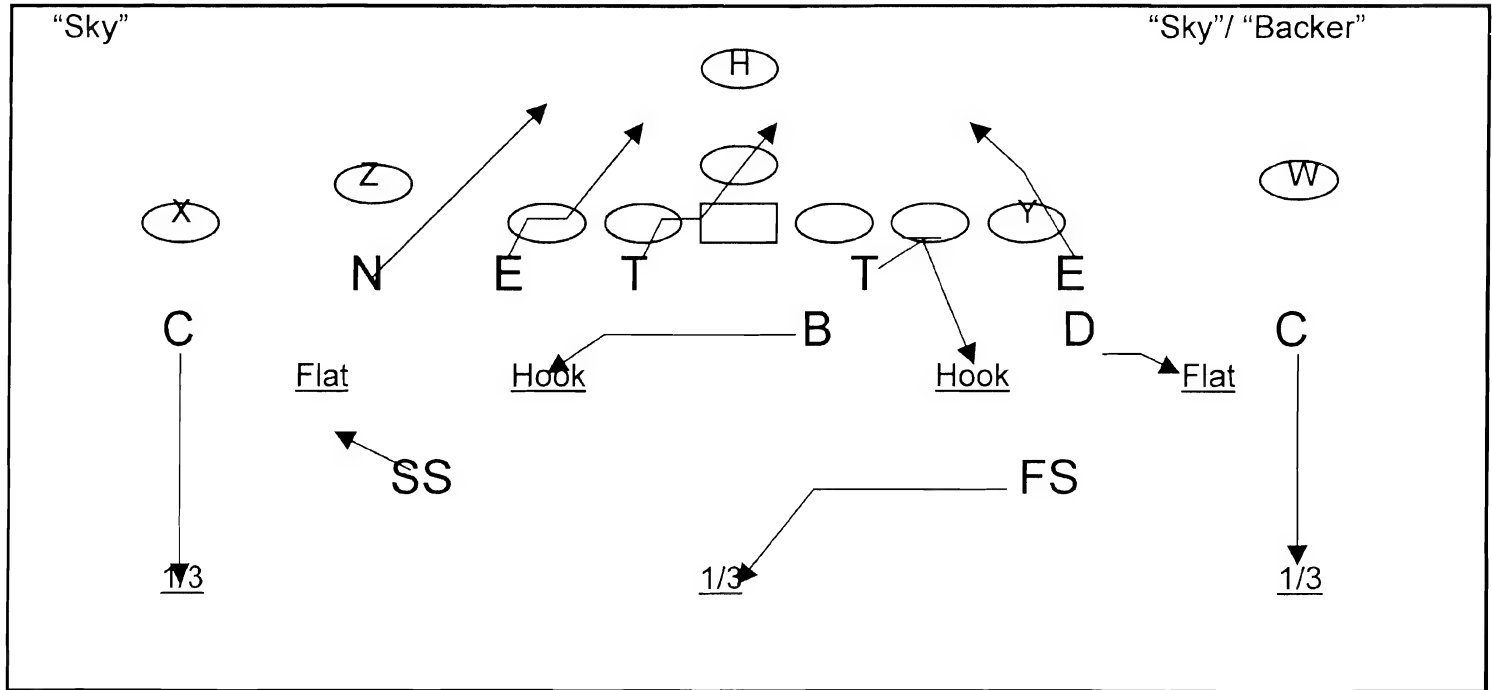 “Sky” “Sky”/ “Backer”
H
Z W
X Y
N E T T E
C B D C
Flat Hook Hook Flat
SS FS
1/3 1/3 1/3